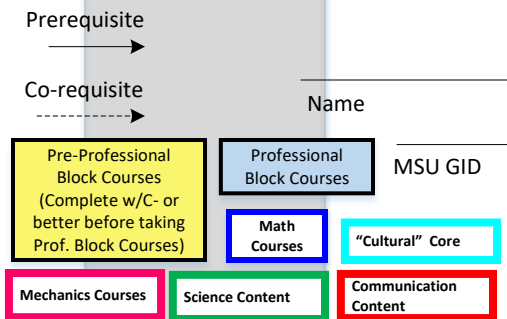 Prerequisite
Co-requisite
Name
Pre-Professional
Block Courses
(Complete w/C- or
better before taking
Prof. Block Courses)
Professional
Block Courses
MSU GID
Math
Courses
“Cultural” Core
Mechanics Courses
Science Content
Communication
Content